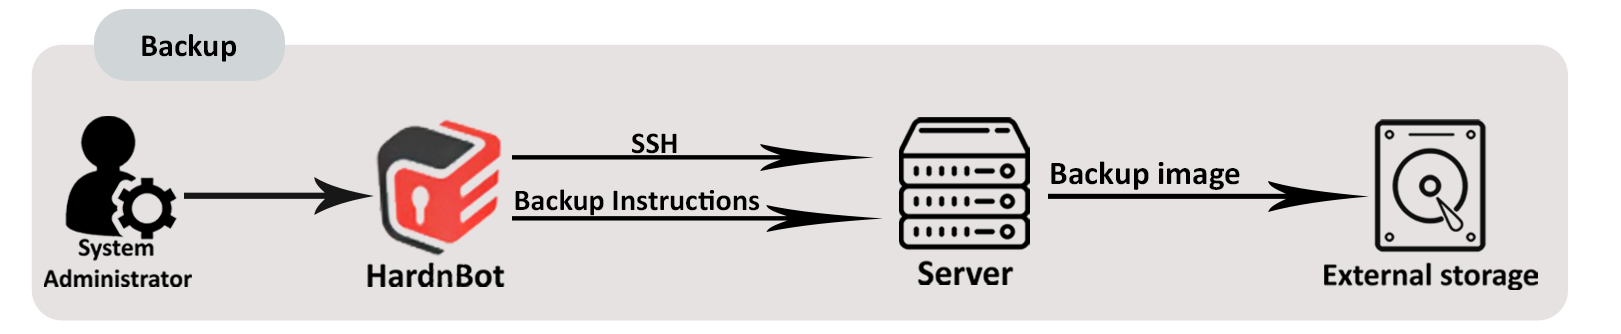 Backup
SSH
Backup Instructions
Backup image
System
Administrator
HardnBot
Server
External storage